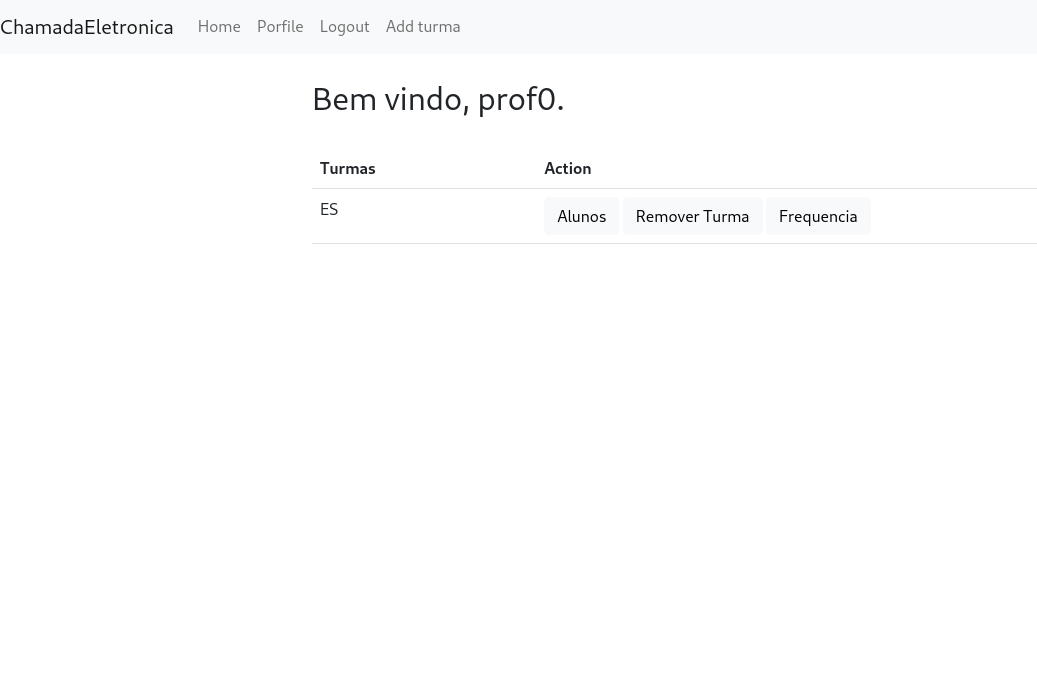 ChamadaEletronica Home Porfile Logout Add turma
Bem vindo, prof0.
Turmas Action
ES Alunos Remover Turma Frequencia